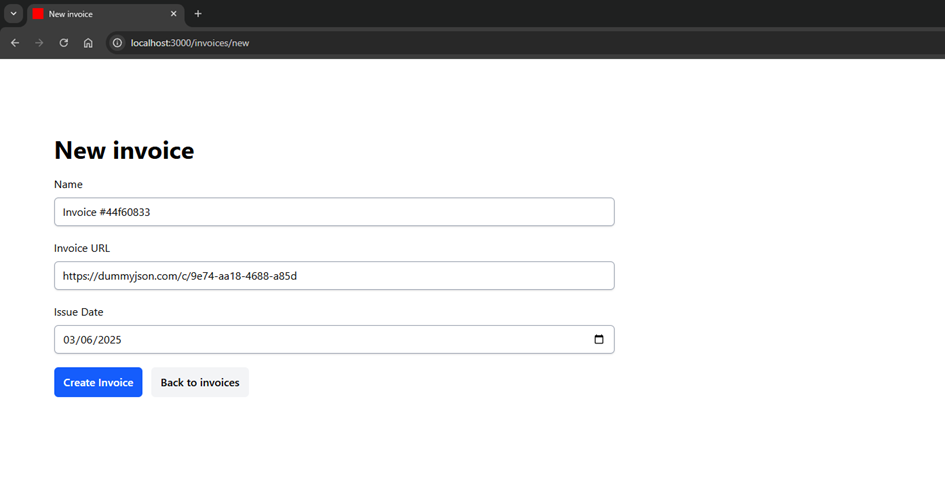 New invoice
localhost:3000/invoices/new
New invoice
Name
Invoice #44f60833
Invoice URL
https://dummyjson.com/c/9e74-aa18-4688-a85d
Issue Date
03/06/2025
Create Invoice Back to invoices